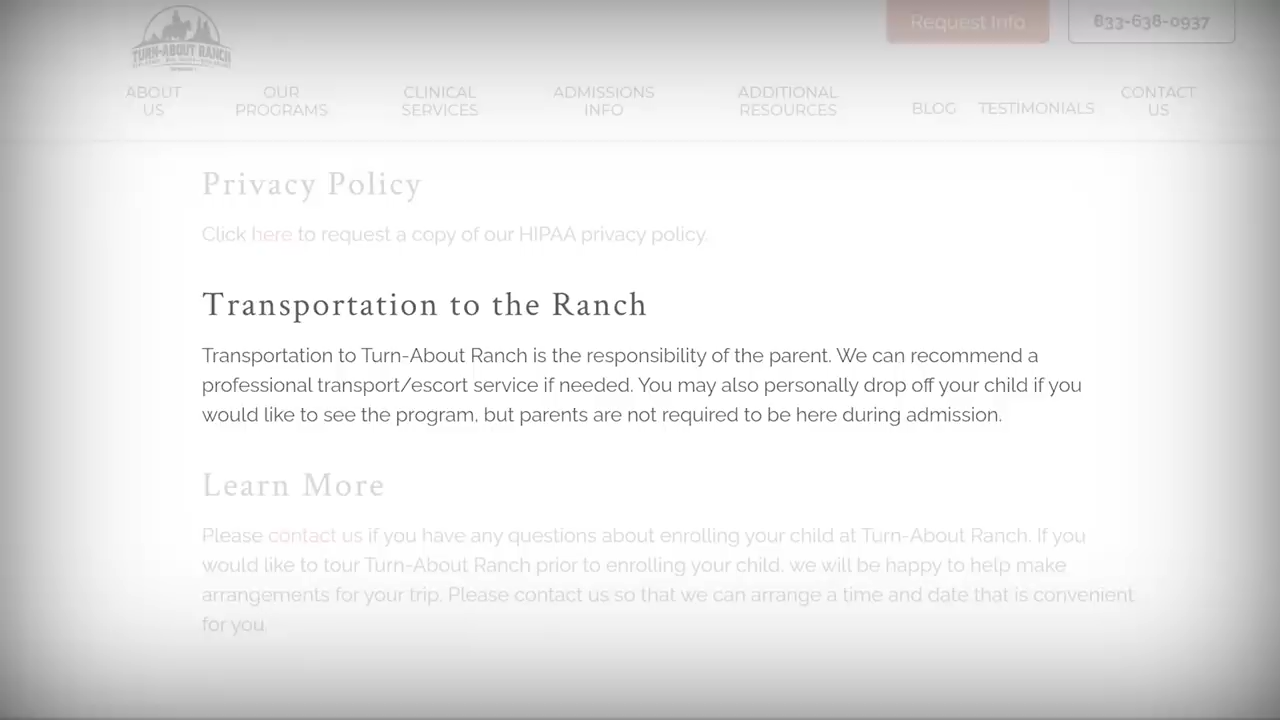 TURN-ABOUT RANCH
Request Info
833-638-0937
ABOUT US
OUR PROGRAMS
CLINICAL SERVICES
ADMISSIONS INFO
ADDITIONAL RESOURCES
BLOG
TESTIMONIALS
CONTACT US
Privacy Policy
Click here to request a copy of our HIPAA privacy policy.
Transportation to the Ranch
Transportation to Turn-About Ranch is the responsibility of the parent. We can recommend a
professional transport/escort service if needed. You may also personally drop off your child if you
would like to see the program, but parents are not required to be here during admission.
Learn More
Please contact us if you have any questions about enrolling your child at Turn-About Ranch. If you
would like to tour Turn-About Ranch prior to enrolling your child, we will be happy to help make
arrangements for your trip. Please contact us so that we can arrange a time and date that is convenient
for you.